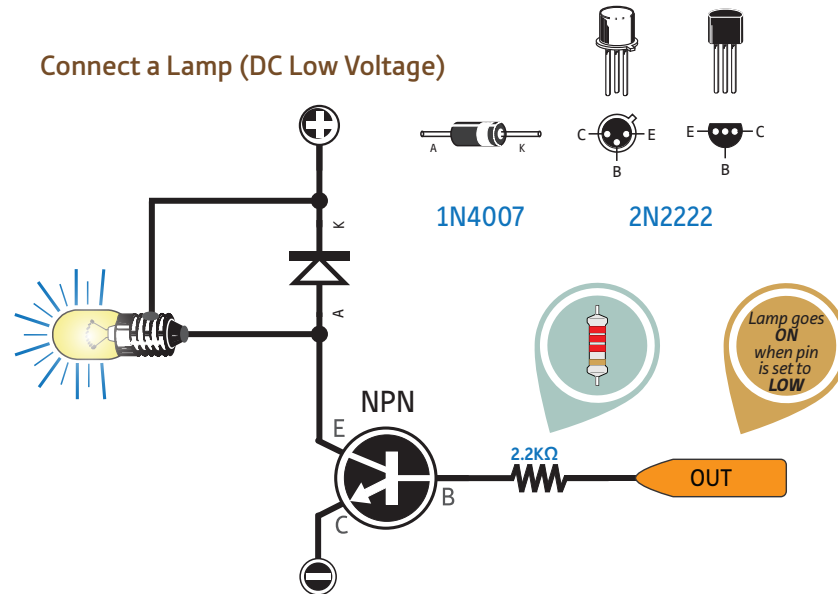 Connect a Lamp (DC Low Voltage)
A
K
C
E
B
E
C
B
1N4007
2N2222
K
A
Lamp goes
ON
when pin
is set to
LOW
NPN
E
2.2KΩ
OUT
B
C